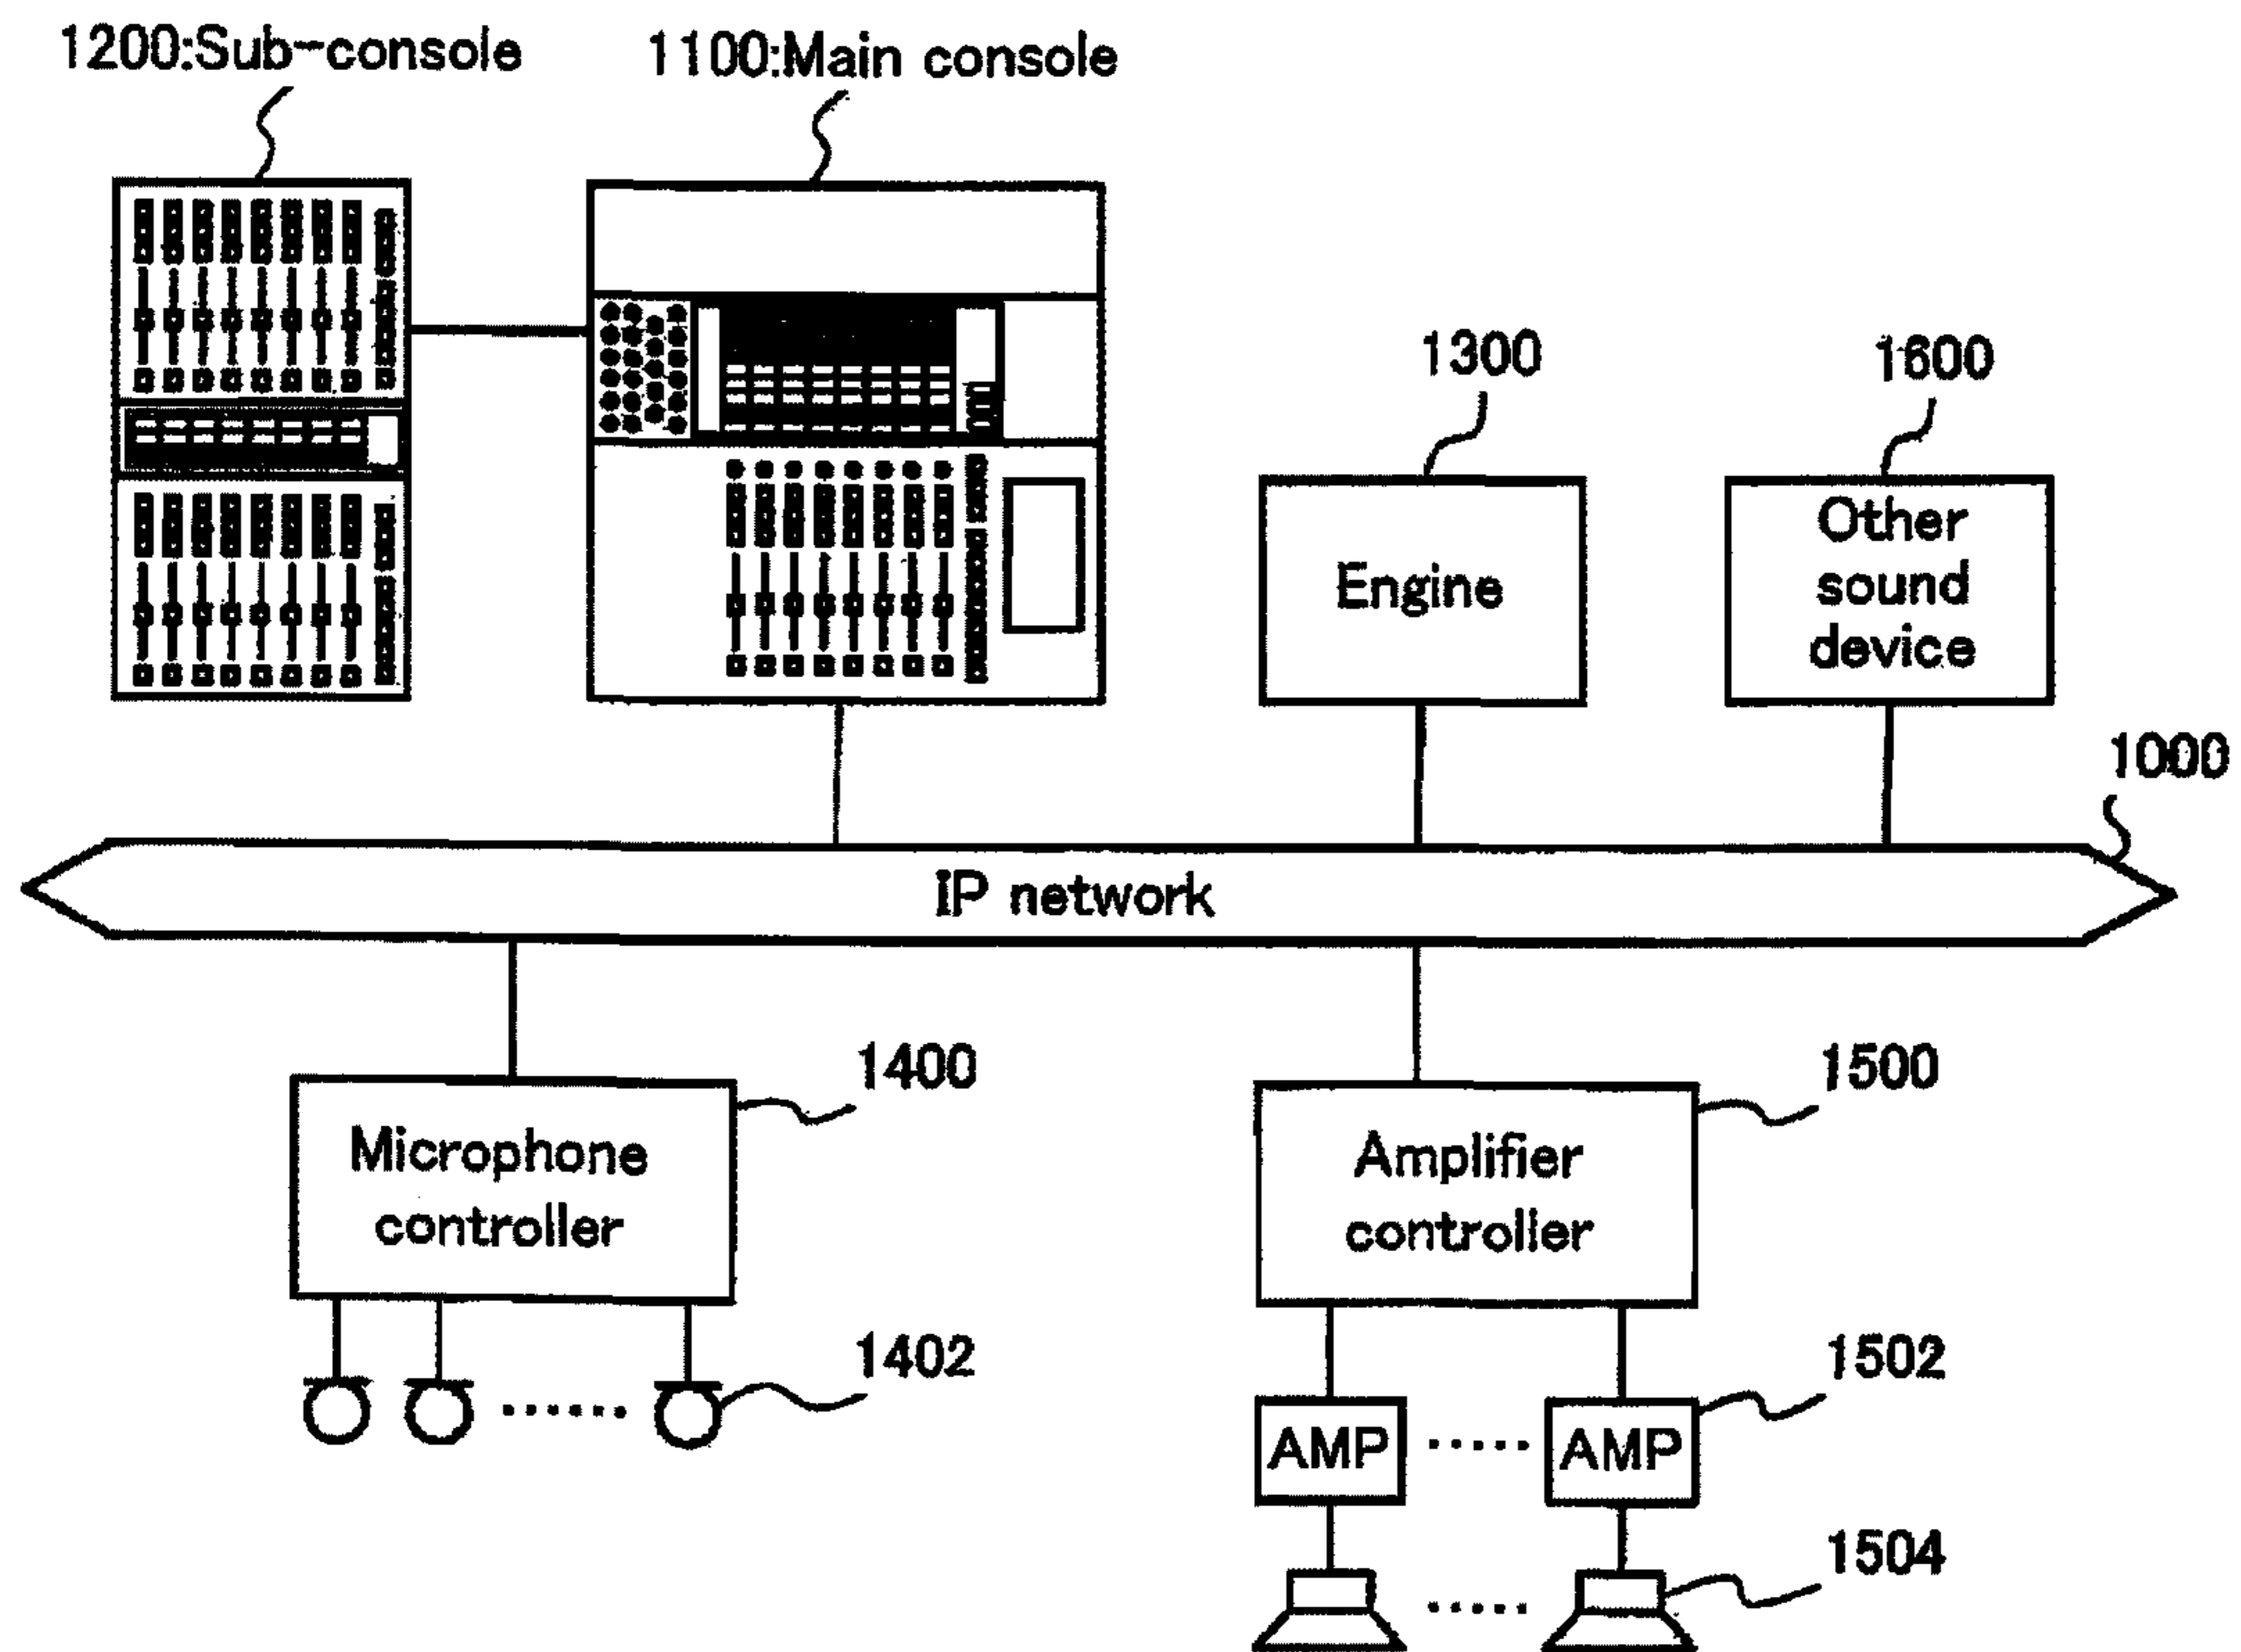 1200:Sub-console
1100:Main console
1300
1600
Engine
Other
sound
device
1000
IP network
1400
1500
Microphone
controller
Amplifier
controller
1402
1502
AMP
AMP
1504